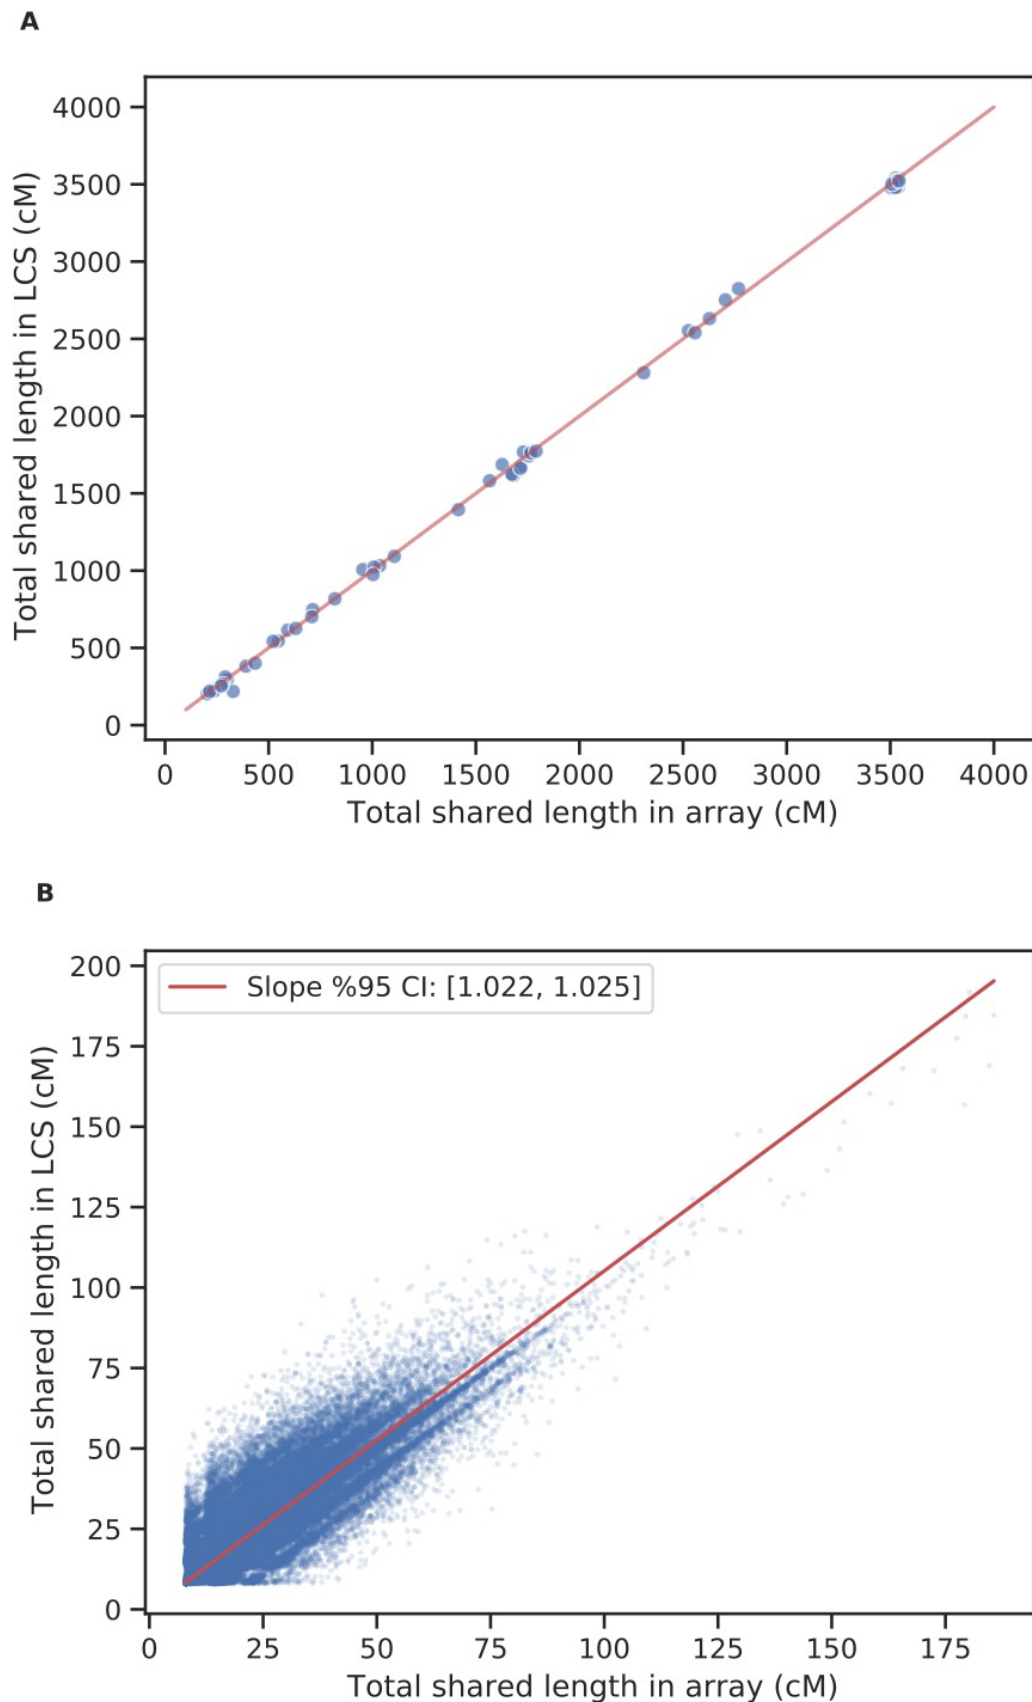 A
4000
3500
3000
2500
2000
1500
1000
500
0
Total shared length in LCS (cM)
0 500 1000 1500 2000 2500 3000 3500 4000
Total shared length in array (cM)
B
Slope %95 CI: [1.022, 1.025]
200
175
150
125
100
75
50
25
0
Total shared length in LCS (cM)
0 25 50 75 100 125 150 175
Total shared length in array (cM)